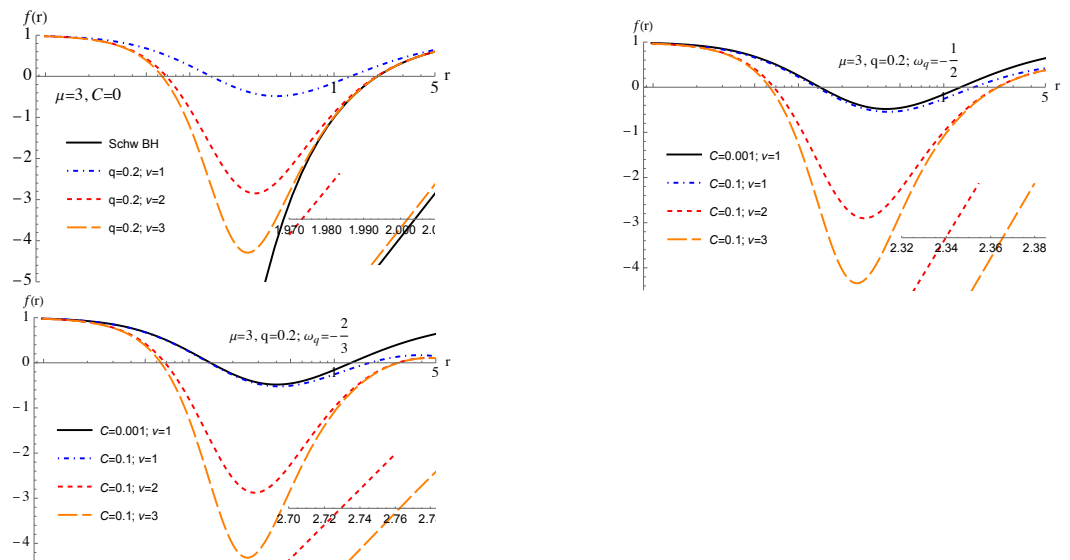 f(r)
1
0
-1
-2
-3
-4
-5
1
5
r
μ=3, C=0
Schw BH
q=0.2; ν=1
q=0.2; ν=2
q=0.2; ν=3
1.970 1.980 1.990 2.000 2.0
f(r)
1
0
-1
-2
-3
-4
1
5
r
μ=3, q=0.2; ω_q=-1/2
C=0.001; ν=1
C=0.1; ν=1
C=0.1; ν=2
C=0.1; ν=3
2.32 2.34 2.36 2.38
f(r)
1
0
-1
-2
-3
-4
1
5
r
μ=3, q=0.2; ω_q=-2/3
C=0.001; ν=1
C=0.1; ν=1
C=0.1; ν=2
C=0.1; ν=3
2.70 2.72 2.74 2.76 2.7